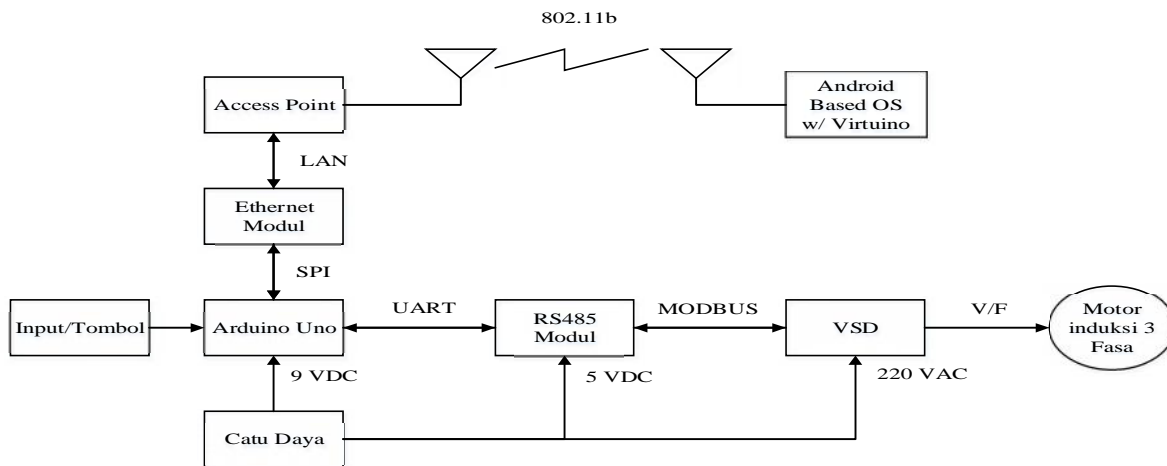 802.11b
Access Point
Android
Based OS
w/ Virtuino
LAN
Ethernet
Modul
SPI
Input/Tombol
Arduino Uno
UART
RS485
Modul
MODBUS
VSD
V/F
Motor
induksi 3
Fasa
9 VDC
5 VDC
220 VAC
Catu Daya